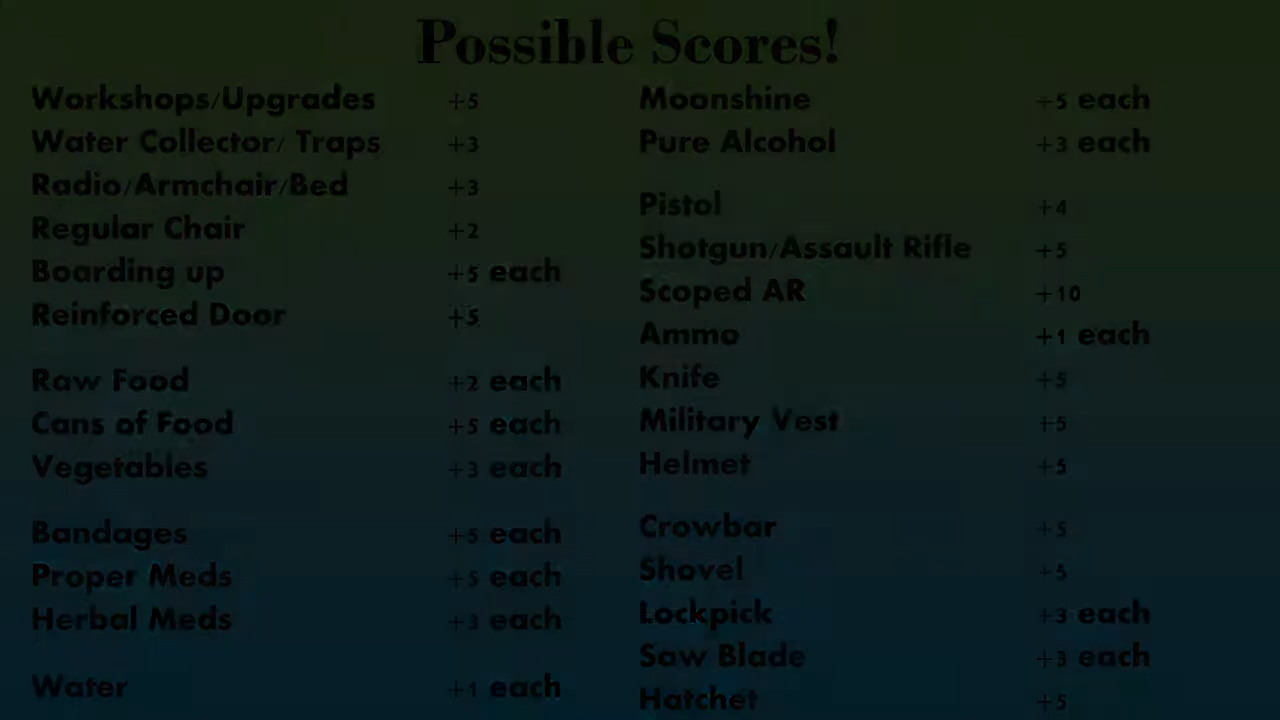 Possible Scores!
Workshops/Upgrades +5
Water Collector/ Traps +3
Radio/Armchair/Bed +3
Regular Chair +2
Boarding up +5 each
Reinforced Door +5
Raw Food +2 each
Cans of Food +5 each
Vegetables +3 each
Bandages +5 each
Proper Meds +5 each
Herbal Meds +3 each
Water +1 each
Moonshine +5 each
Pure Alcohol +3 each
Pistol +4
Shotgun/Assault Rifle +5
Scoped AR +10
Ammo +1 each
Knife +5
Military Vest +5
Helmet +5
Crowbar +5
Shovel +5
Lockpick +3 each
Saw Blade +3 each
Hatchet +5